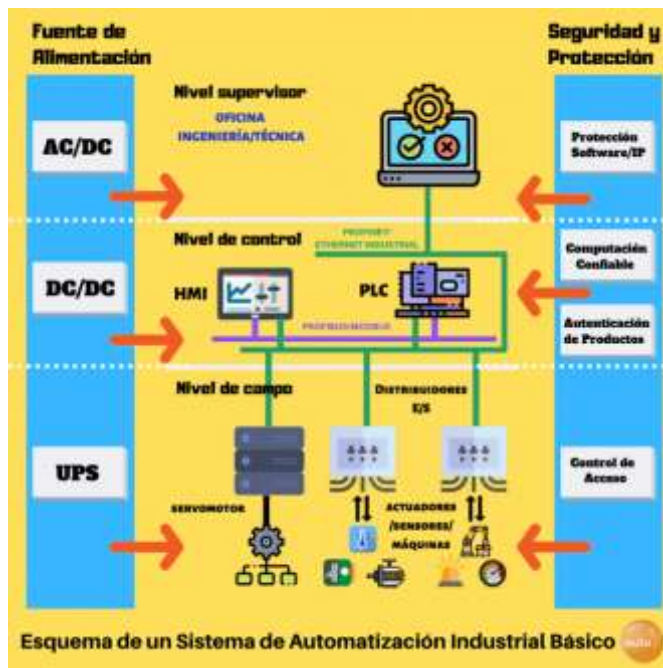 Fuente de
Alimentación
Seguridad y
Protección
Nivel supervisor
OFICINA
INGENIERÍA/TÉCNICA
AC/DC
Protección
Software/IP
Nivel de control
PROFINET/
ETHERNET INDUSTRIAL
Computación
Confiable
DC/DC
HMI
PLC
PROFIBUS/MODBUS
Autenticación
de Productos
Nivel de campo
DISTRIBUIDORES
E/S
UPS
Control de
Acceso
SERVOMOTOR
ACTUADORES
/SENSORES/
MÁQUINAS
Esquema de un Sistema de Automatización Industrial Básico